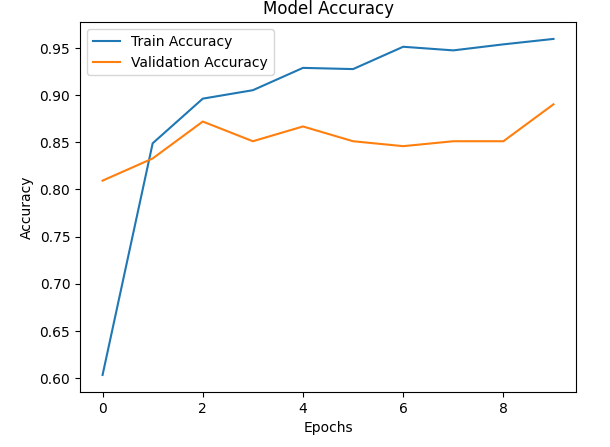 Model Accuracy
Train Accuracy
Validation Accuracy
0.95
0.90
0.85
0.80
0.75
0.70
0.65
0.60
Accuracy
0 2 4 6 8
Epochs